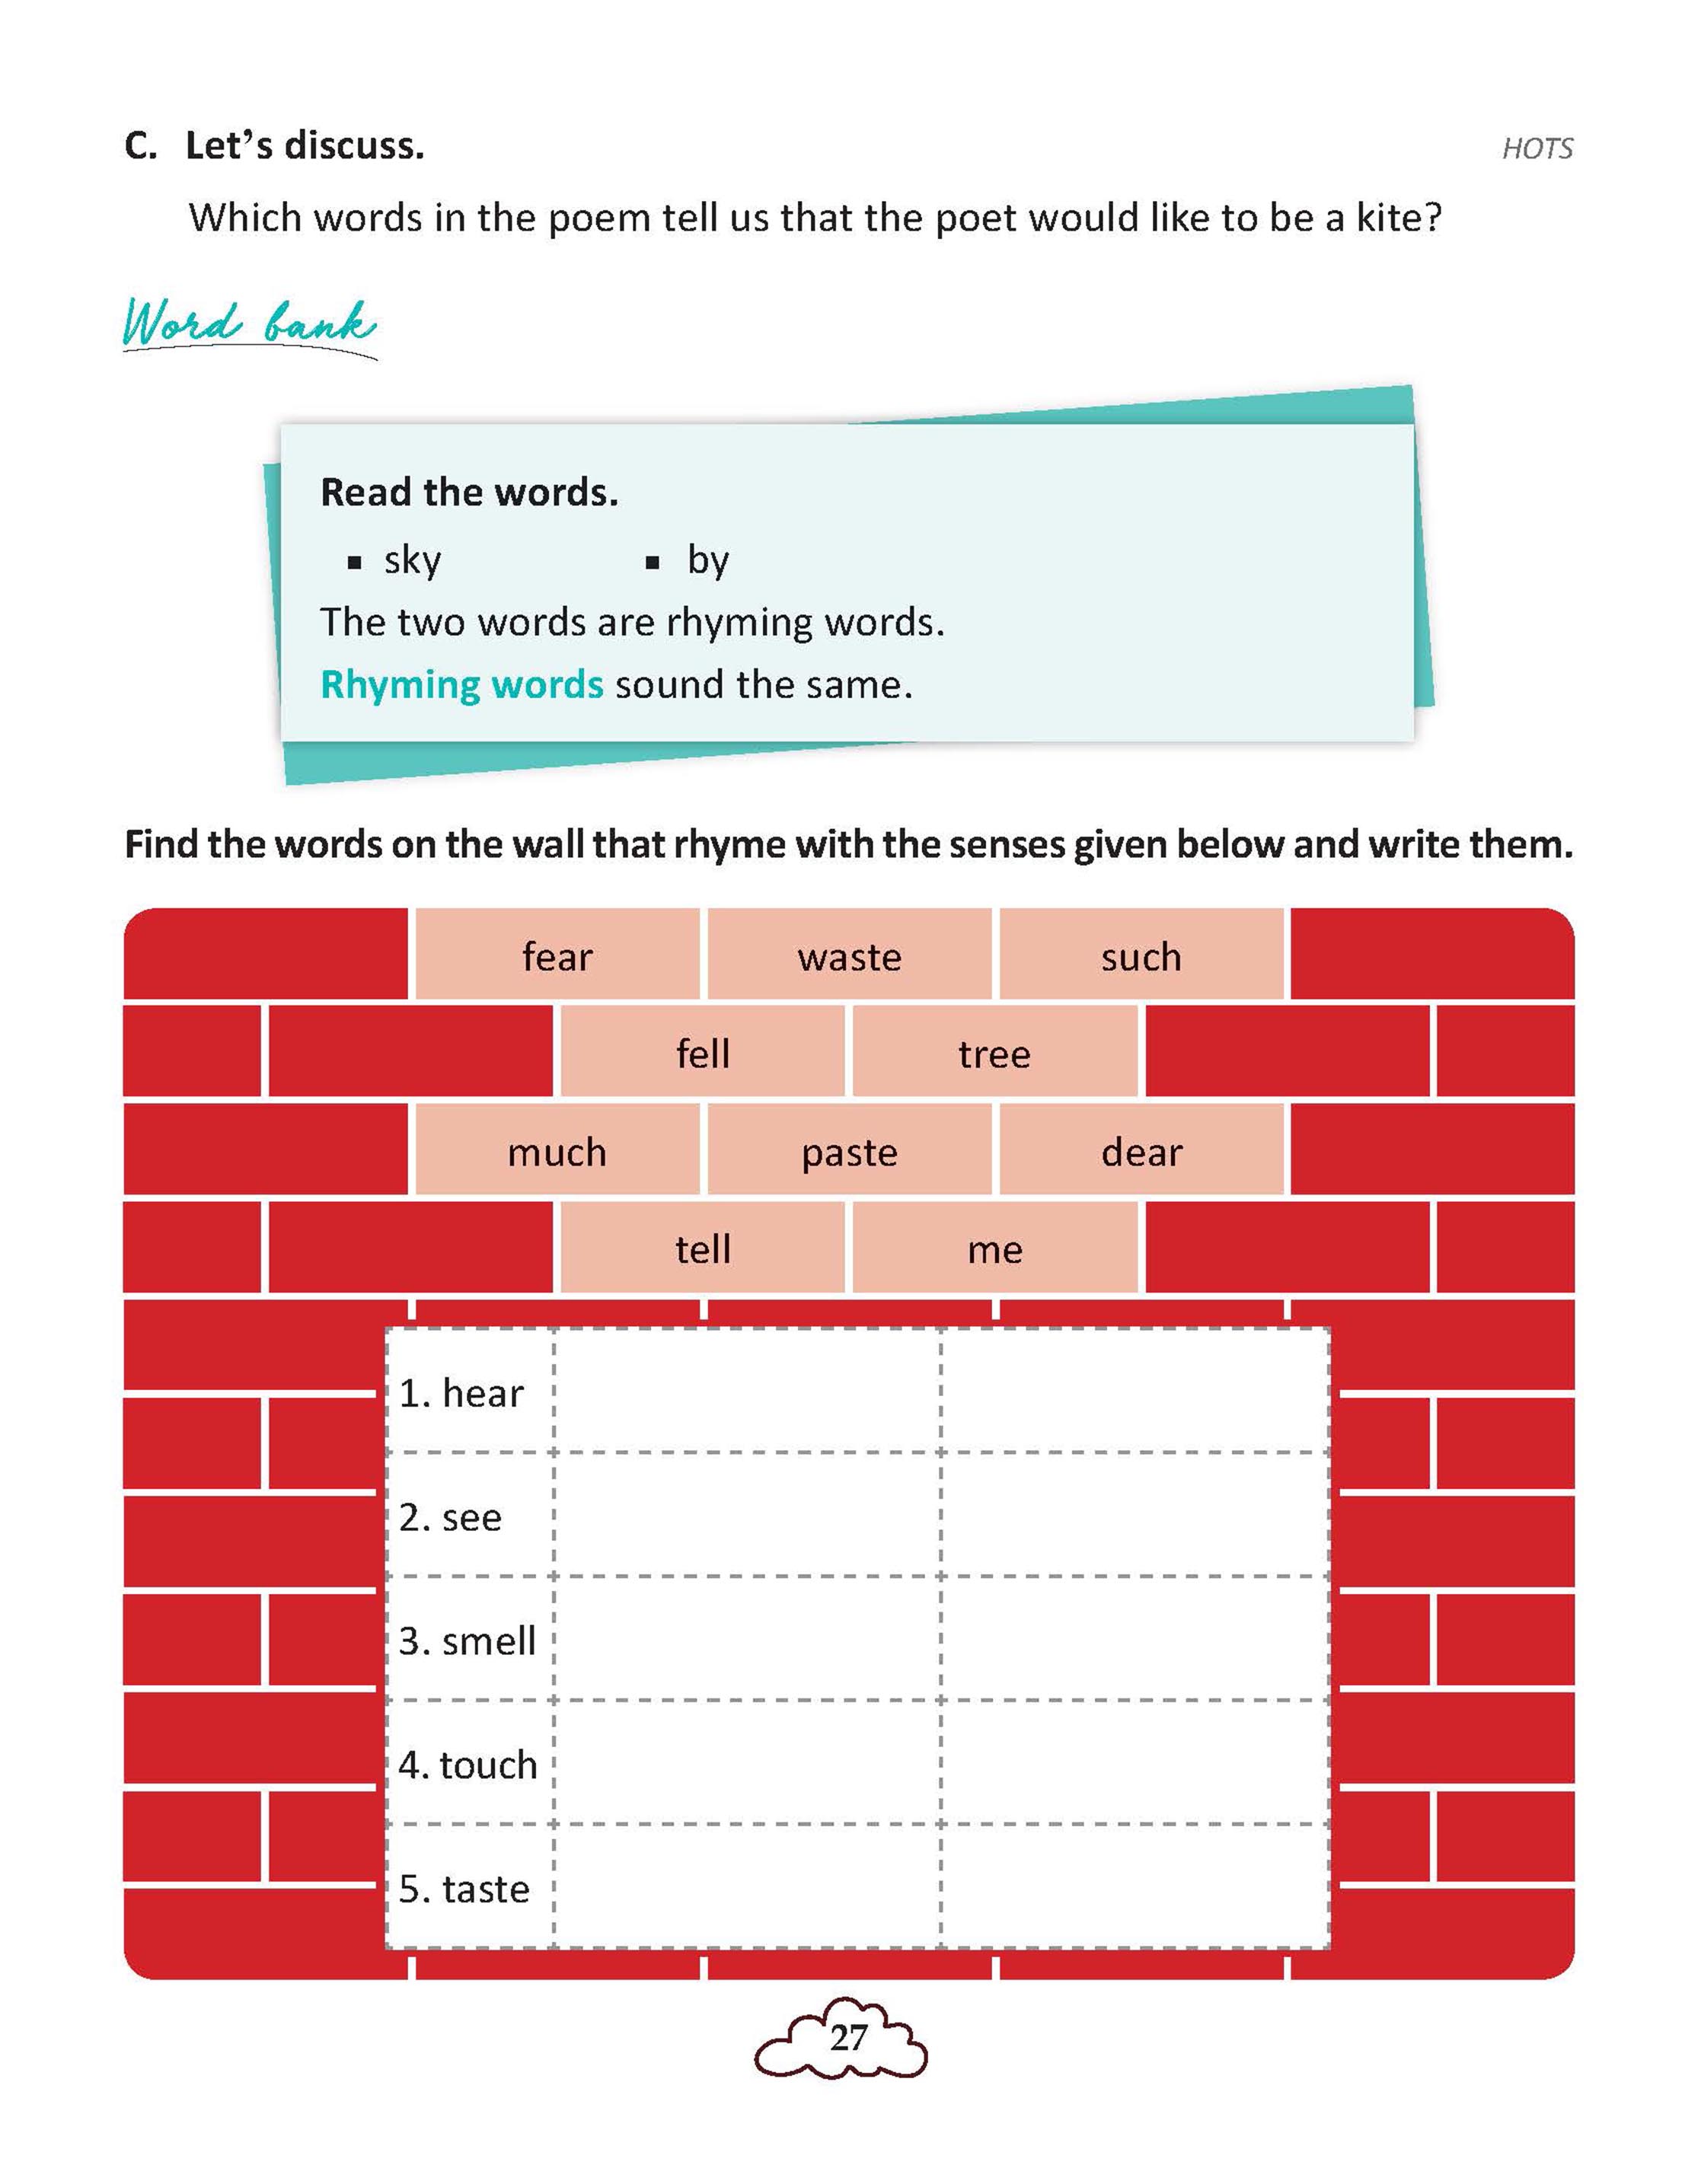 C. Let's discuss. HOTS
Which words in the poem tell us that the poet would like to be a kite?
Word bank
Read the words.
▪ sky ▪ by
The two words are rhyming words.
Rhyming words sound the same.
Find the words on the wall that rhyme with the senses given below and write them.
fear waste such
fell tree
much paste dear
tell me
1. hear
2. see
3. smell
4. touch
5. taste
27